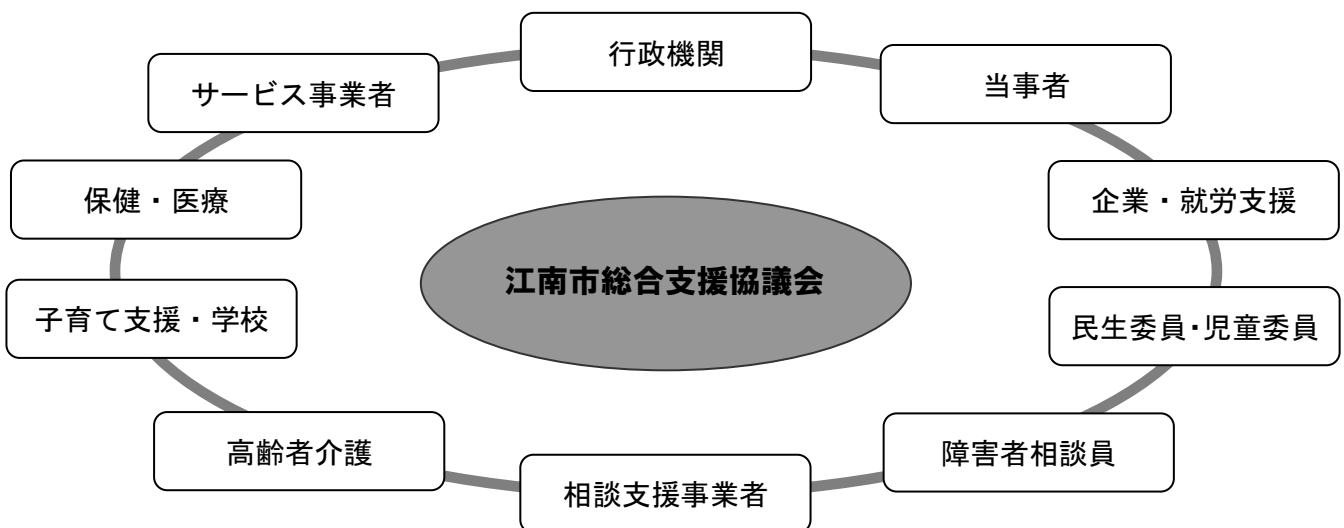 行政機関
サービス事業者
当事者
保健・医療
企業・就労支援
江南市総合支援協議会
子育て支援・学校
民生委員・児童委員
高齢者介護
障害者相談員
相談支援事業者